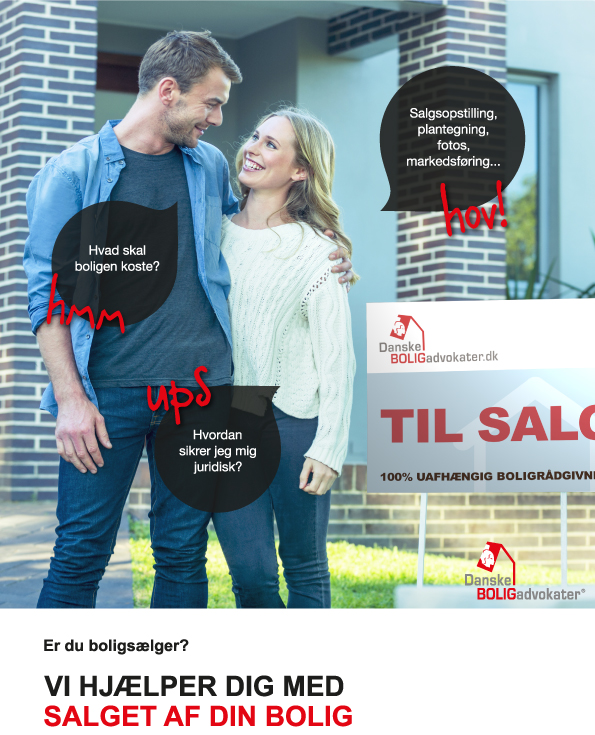 Salgsopstilling,
plantegning,
fotos,
markedsføring...
hov!
Hvad skal
boligen koste?
hmm
ups
Hvordan
sikrer jeg mig
juridisk?
Danske
BOLIGadvokater.dk
TIL SALG
100% UAFHÆNGIG BOLIGRÅDGIVNI
Danske
BOLIGadvokater®
Er du boligsælger?
VI HJÆLPER DIG MED
SALGET AF DIN BOLIG